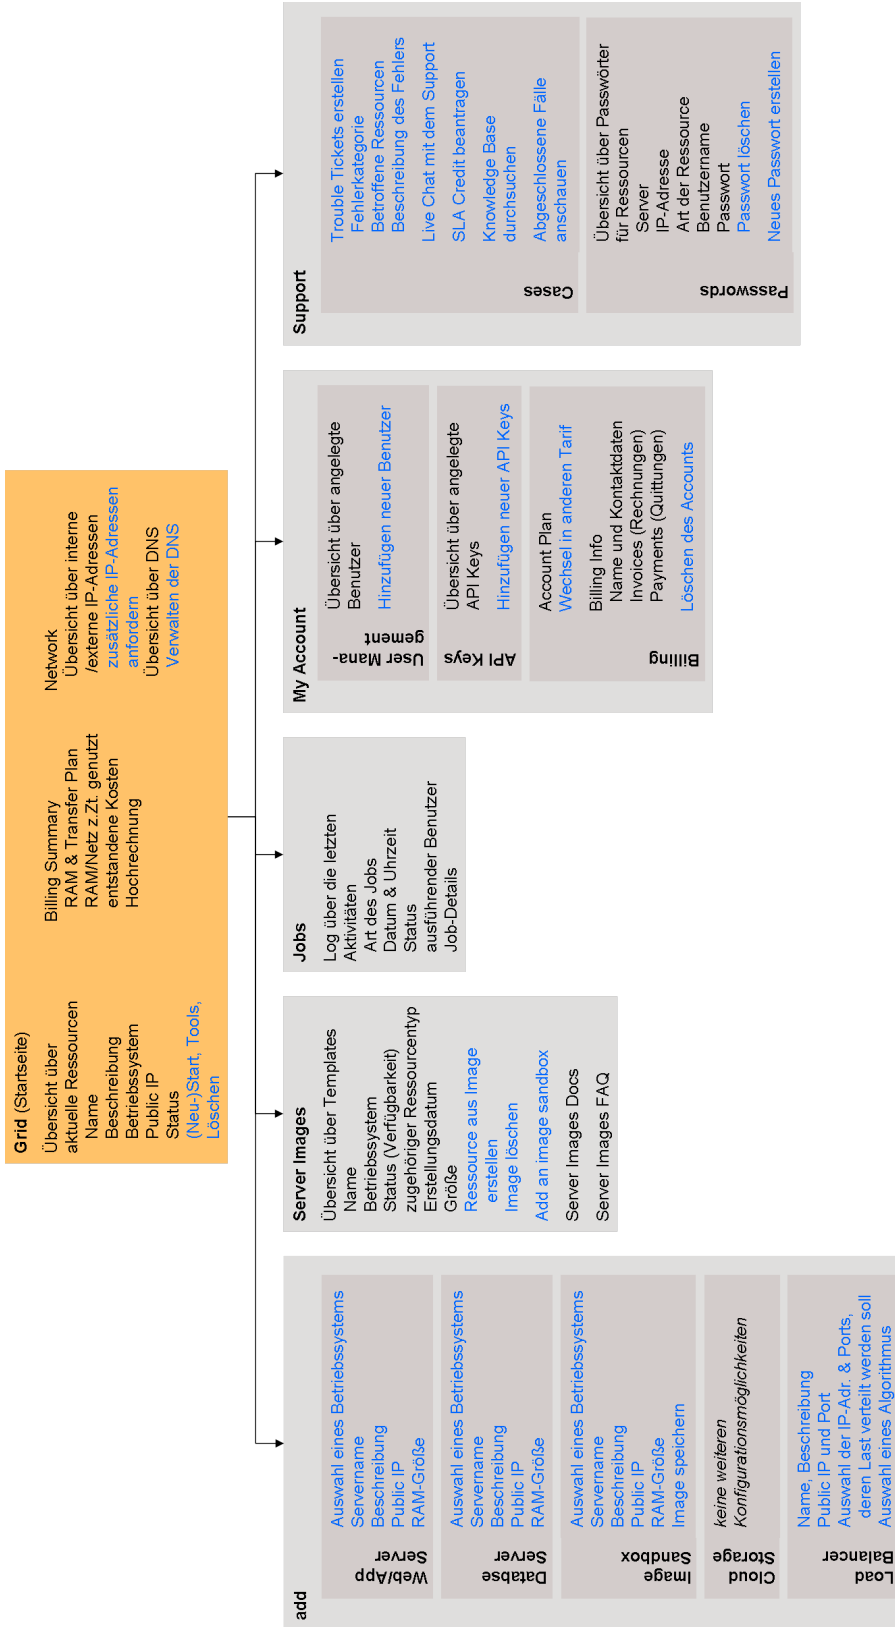 Grid (Startseite)
Übersicht über
aktuelle Ressourcen
Name
Beschreibung
Betriebssystem
Public IP
Status
(Neu-)Start, Tools,
Löschen
Billing Summary
RAM & Transfer Plan
RAM/Netz z.Zt. genutzt
entstandene Kosten
Hochrechnung
Network
Übersicht über interne
/externe IP-Adressen
zusätzliche IP-Adressen
anfordern
Übersicht über DNS
Verwalten der DNS
add
Web/App
Server
Auswahl eines Betriebssystems
Servername
Beschreibung
Public IP
RAM-Größe
Databse
Server
Auswahl eines Betriebssystems
Servername
Beschreibung
Public IP
RAM-Größe
Image
Sandbox
Auswahl eines Betriebssystems
Servername
Beschreibung
Public IP
RAM-Größe
Image speichern
Cloud
Storage
keine weiteren
Konfigurationsmöglichkeiten
Load
Balancer
Name, Beschreibung
Public IP und Port
Auswahl der IP-Adr. & Ports,
deren Last verteilt werden soll
Auswahl eines Algorithmus
Server Images
Übersicht über Templates
Name
Betriebssystem
Status (Verfügbarkeit)
zugehöriger Ressourcentyp
Erstellungsdatum
Größe
Ressource aus Image
erstellen
Image löschen
Add an image sandbox
Server Images Docs
Server Images FAQ
Jobs
Log über die letzten
Aktivitäten
Art des Jobs
Datum & Uhrzeit
Status
ausführender Benutzer
Job-Details
My Account
User Mana-
gement
Übersicht über angelegte
Benutzer
Hinzufügen neuer Benutzer
API Keys
Übersicht über angelegte
API Keys
Hinzufügen neuer API Keys
Billing
Account Plan
Wechsel in anderen Tarif
Billing Info
Name und Kontaktdaten
Invoices (Rechnungen)
Payments (Quittungen)
Löschen des Accounts
Support
Cases
Trouble Tickets erstellen
Fehlerkategorie
Betroffene Ressourcen
Beschreibung des Fehlers
Live Chat mit dem Support
SLA Credit beantragen
Knowledge Base
durchsuchen
Abgeschlossene Fälle
anschauen
Passwords
Übersicht über Passwörter
für Ressourcen
Server
IP-Adresse
Art der Ressource
Benutzername
Passwort
Passwort löschen
Neues Passwort erstellen